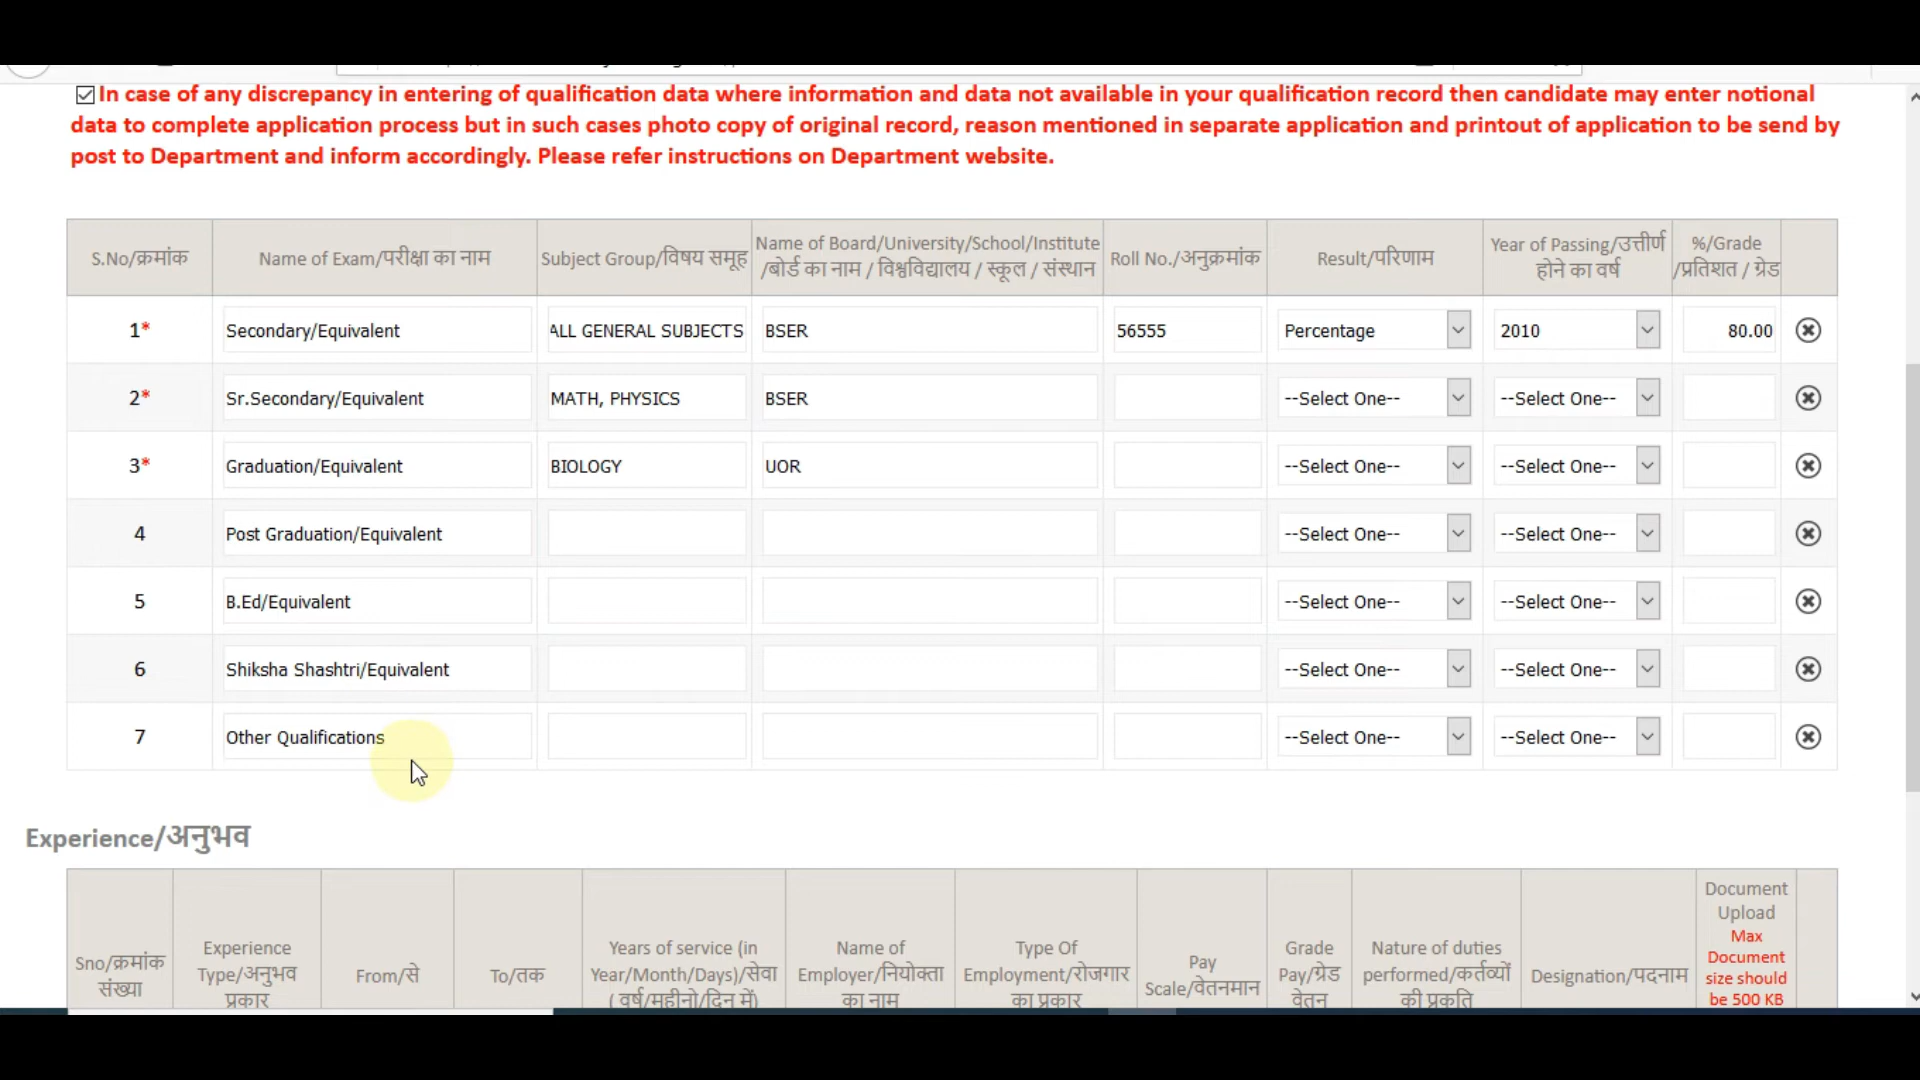 In case of any discrepancy in entering of qualification data where information and data not available in your qualification record then candidate may enter notional
data to complete application process but in such cases photo copy of original record, reason mentioned in separate application and printout of application to be send by
post to Department and inform accordingly. Please refer instructions on Department website.
S.No/क्रमांक Name of Exam/परीक्षा का नाम Subject Group/विषय समूह Name of Board/University/School/Institute /बोर्ड का नाम / विश्वविद्यालय / स्कूल / संस्थान Roll No./अनुक्रमांक Result/परिणाम Year of Passing/उत्तीर्ण होने का वर्ष %/Grade /प्रतिशत / ग्रेड
1* Secondary/Equivalent ALL GENERAL SUBJECTS BSER 56555 Percentage 2010 80.00
2* Sr.Secondary/Equivalent MATH, PHYSICS BSER --Select One-- --Select One--
3* Graduation/Equivalent BIOLOGY UOR --Select One-- --Select One--
4 Post Graduation/Equivalent --Select One-- --Select One--
5 B.Ed/Equivalent --Select One-- --Select One--
6 Shiksha Shashtri/Equivalent --Select One-- --Select One--
7 Other Qualifications --Select One-- --Select One--
Experience/अनुभव
Sno/क्रमांक संख्या Experience Type/अनुभव प्रकार From/से To/तक Years of service (in Year/Month/Days)/सेवा ( वर्ष/महीनो/दिन में) Name of Employer/नियोक्ता का नाम Type Of Employment/रोजगार का प्रकार Pay Scale/वेतनमान Grade Pay/ग्रेड वेतन Nature of duties performed/कर्तव्यों की प्रकृति Designation/पदनाम Document Upload Max Document size should be 500 KB